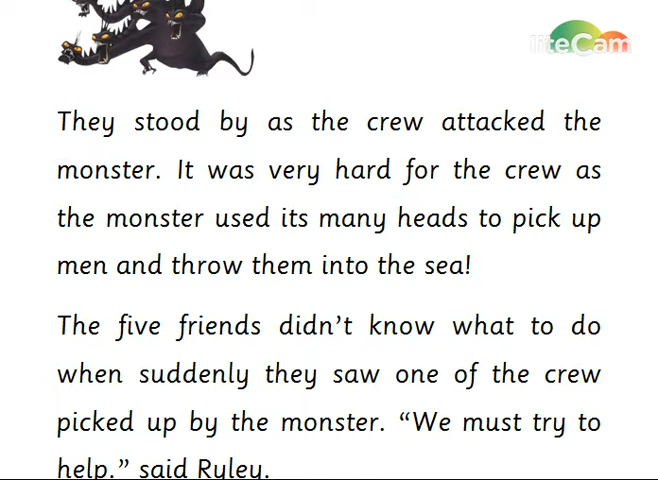 liteCam
They stood by as the crew attacked the
monster. It was very hard for the crew as
the monster used its many heads to pick up
men and throw them into the sea!
The five friends didn’t know what to do
when suddenly they saw one of the crew
picked up by the monster. “We must try to
help.” said Ryley.